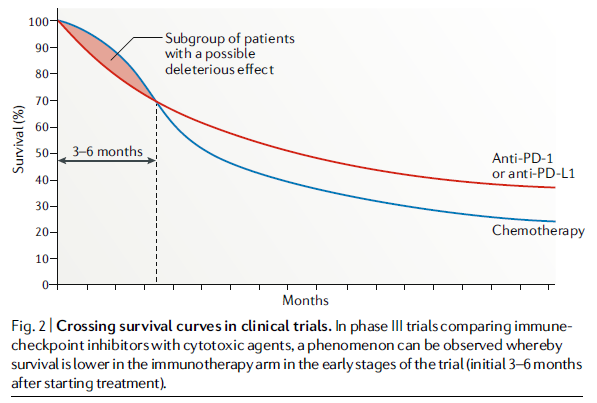 100
90
80
70
60
50
40
30
20
10
0
Survival (%)
Subgroup of patients
with a possible
deleterious effect
3–6 months
Anti-PD-1
or anti-PD-L1
Chemotherapy
Months
Fig. 2 | Crossing survival curves in clinical trials. In phase III trials comparing immune-
checkpoint inhibitors with cytotoxic agents, a phenomenon can be observed whereby
survival is lower in the immunotherapy arm in the early stages of the trial (initial 3–6 months
after starting treatment).